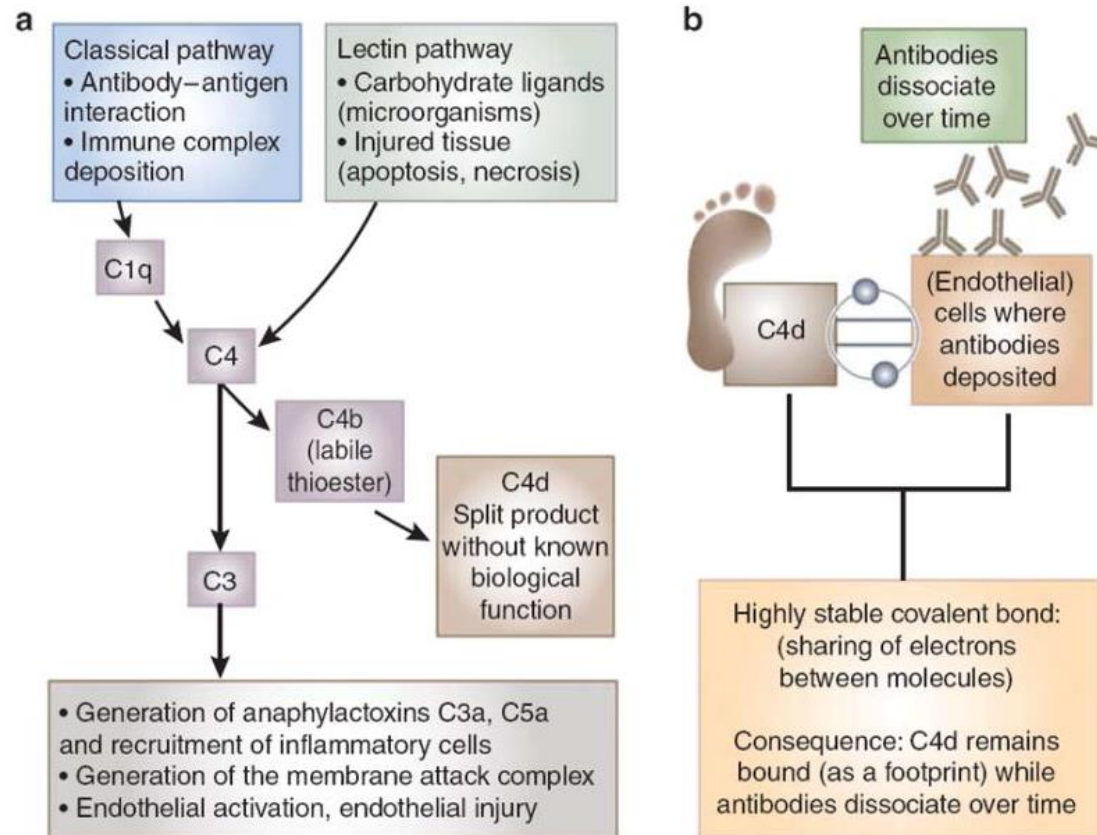 a
Classical pathway
• Antibody–antigen
interaction
• Immune complex
deposition
Lectin pathway
• Carbohydrate ligands
(microorganisms)
• Injured tissue
(apoptosis, necrosis)
C1q
C4
C4b
(labile
thioester)
C4d
Split product
without known
biological
function
C3
• Generation of anaphylactoxins C3a, C5a
and recruitment of inflammatory cells
• Generation of the membrane attack complex
• Endothelial activation, endothelial injury
b
Antibodies
dissociate
over time
C4d
(Endothelial)
cells where
antibodies
deposited
Highly stable covalent bond:
(sharing of electrons
between molecules)
Consequence: C4d remains
bound (as a footprint) while
antibodies dissociate over time